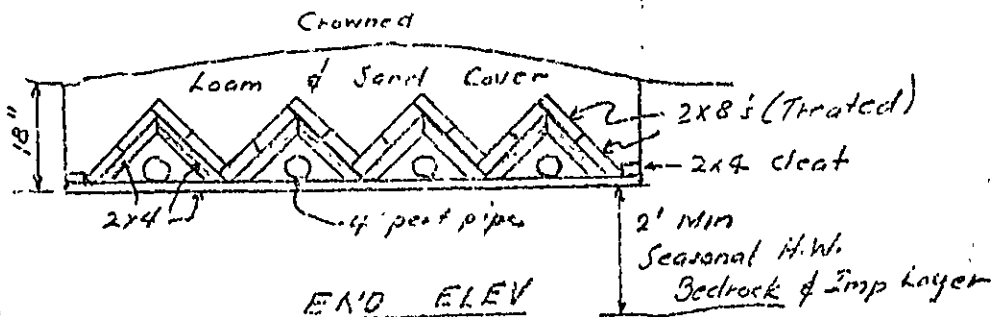 Crowned
Loam & Sand Cover
18"
2x8's (Treated)
2x4 cleat
2x4
4" perf pipe
2' Min
Seasonal H.W.
Bedrock & Imp Layer
END ELEV